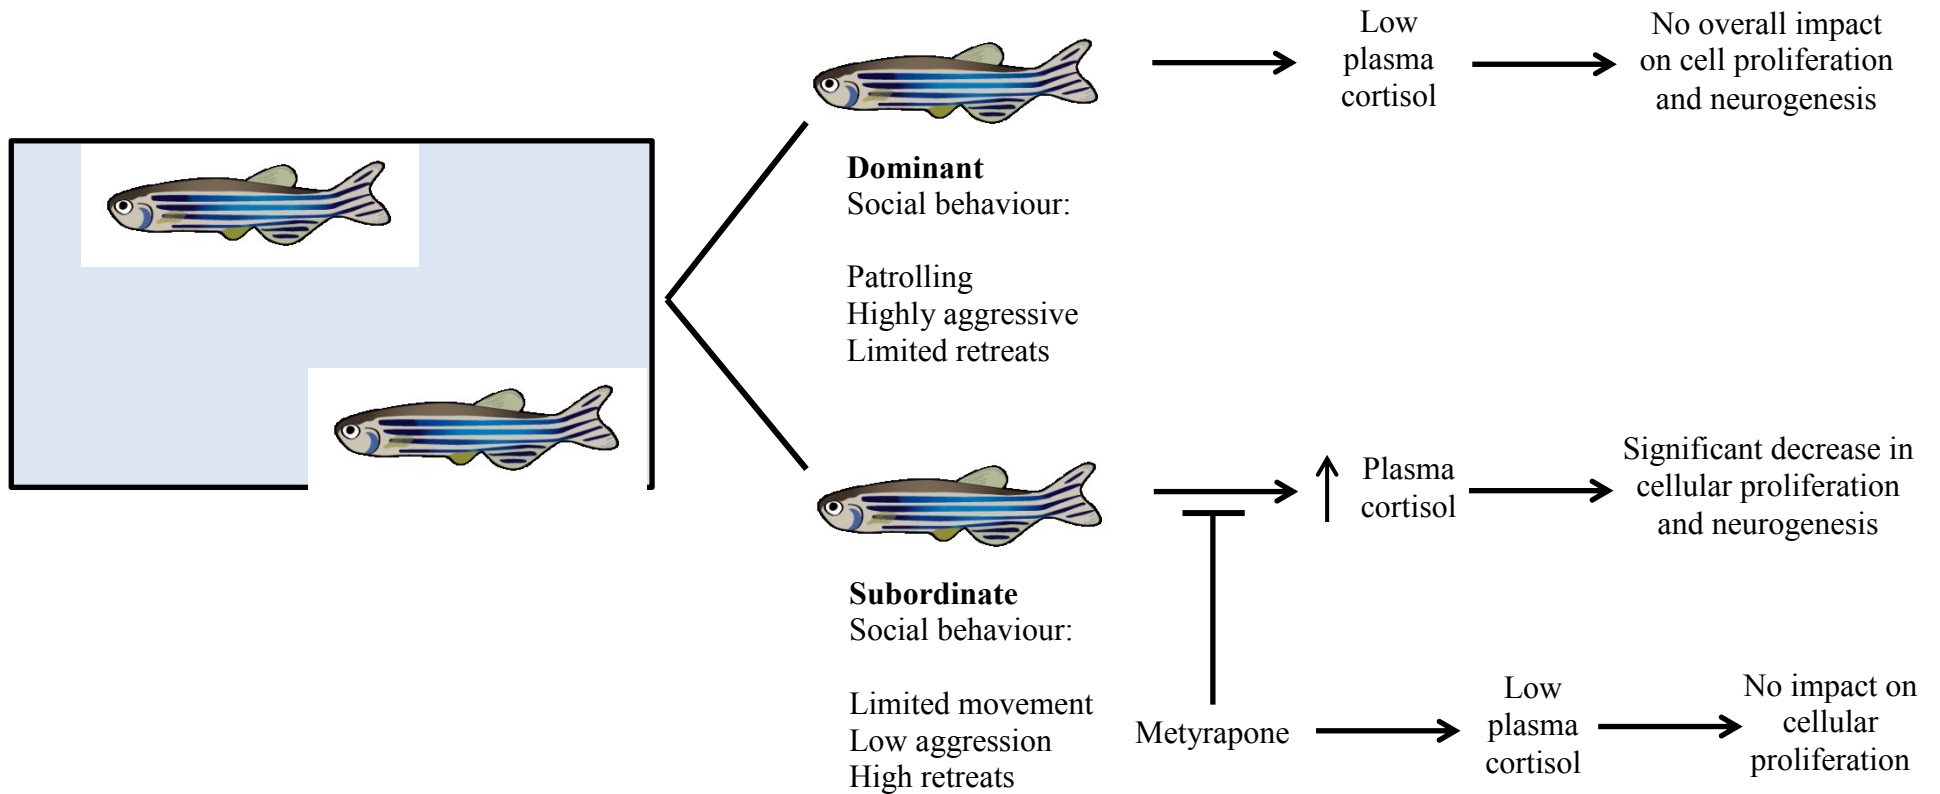 Low
plasma
cortisol
No overall impact
on cell proliferation
and neurogenesis
Dominant
Social behaviour:
Patrolling
Highly aggressive
Limited retreats
Plasma
cortisol
Significant decrease in
cellular proliferation
and neurogenesis
Subordinate
Social behaviour:
Limited movement
Low aggression
High retreats
Metyrapone
Low
plasma
cortisol
No impact on
cellular
proliferation